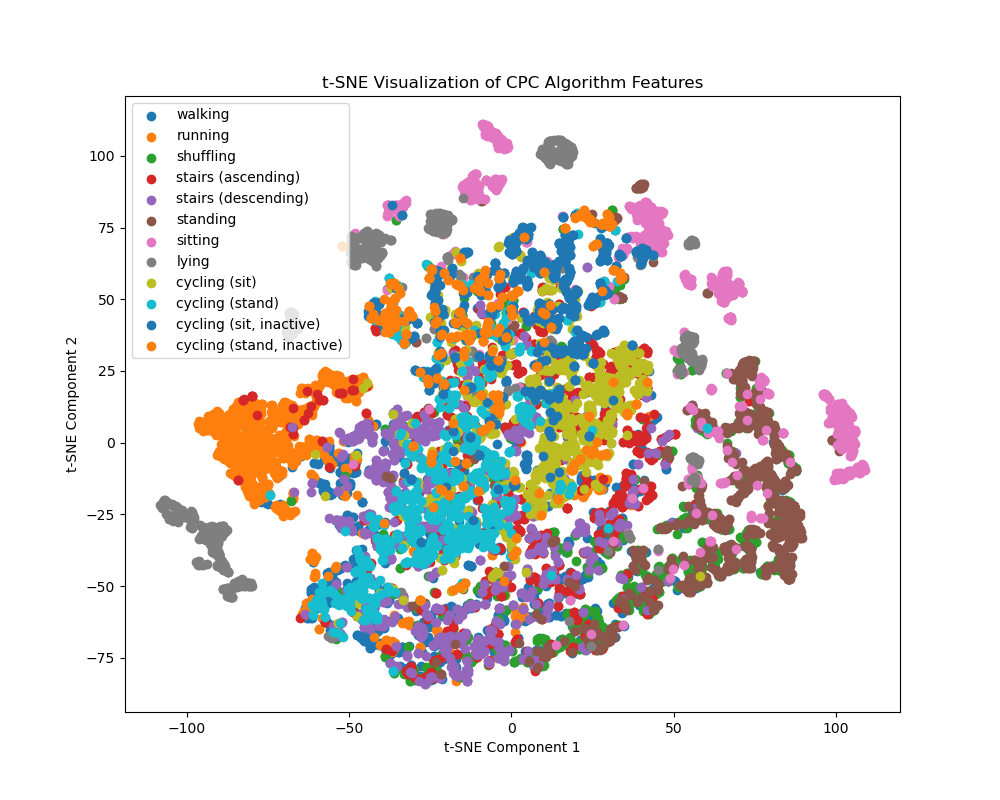 t-SNE Visualization of CPC Algorithm Features
walking
running
shuffling
stairs (ascending)
stairs (descending)
standing
sitting
lying
cycling (sit)
cycling (stand)
cycling (sit, inactive)
cycling (stand, inactive)
t-SNE Component 2
100
75
50
25
0
−25
−50
−75
−100
−50
0
50
100
t-SNE Component 1